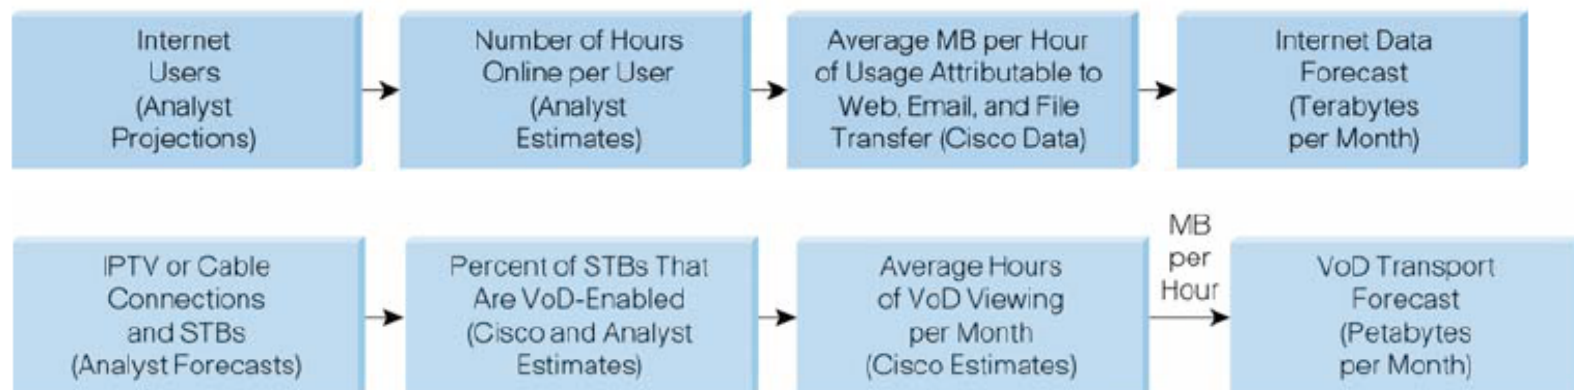 Internet
Users
(Analyst
Projections)
Number of Hours
Online per User
(Analyst
Estimates)
Average MB per Hour
of Usage Attributable to
Web, Email, and File
Transfer (Cisco Data)
Internet Data
Forecast
(Terabytes
per Month)
IPTV or Cable
Connections
and STBs
(Analyst Forecasts)
Percent of STBs That
Are VoD-Enabled
(Cisco and Analyst
Estimates)
Average Hours
of VoD Viewing
per Month
(Cisco Estimates)
MB
per
Hour
VoD Transport
Forecast
(Petabytes
per Month)